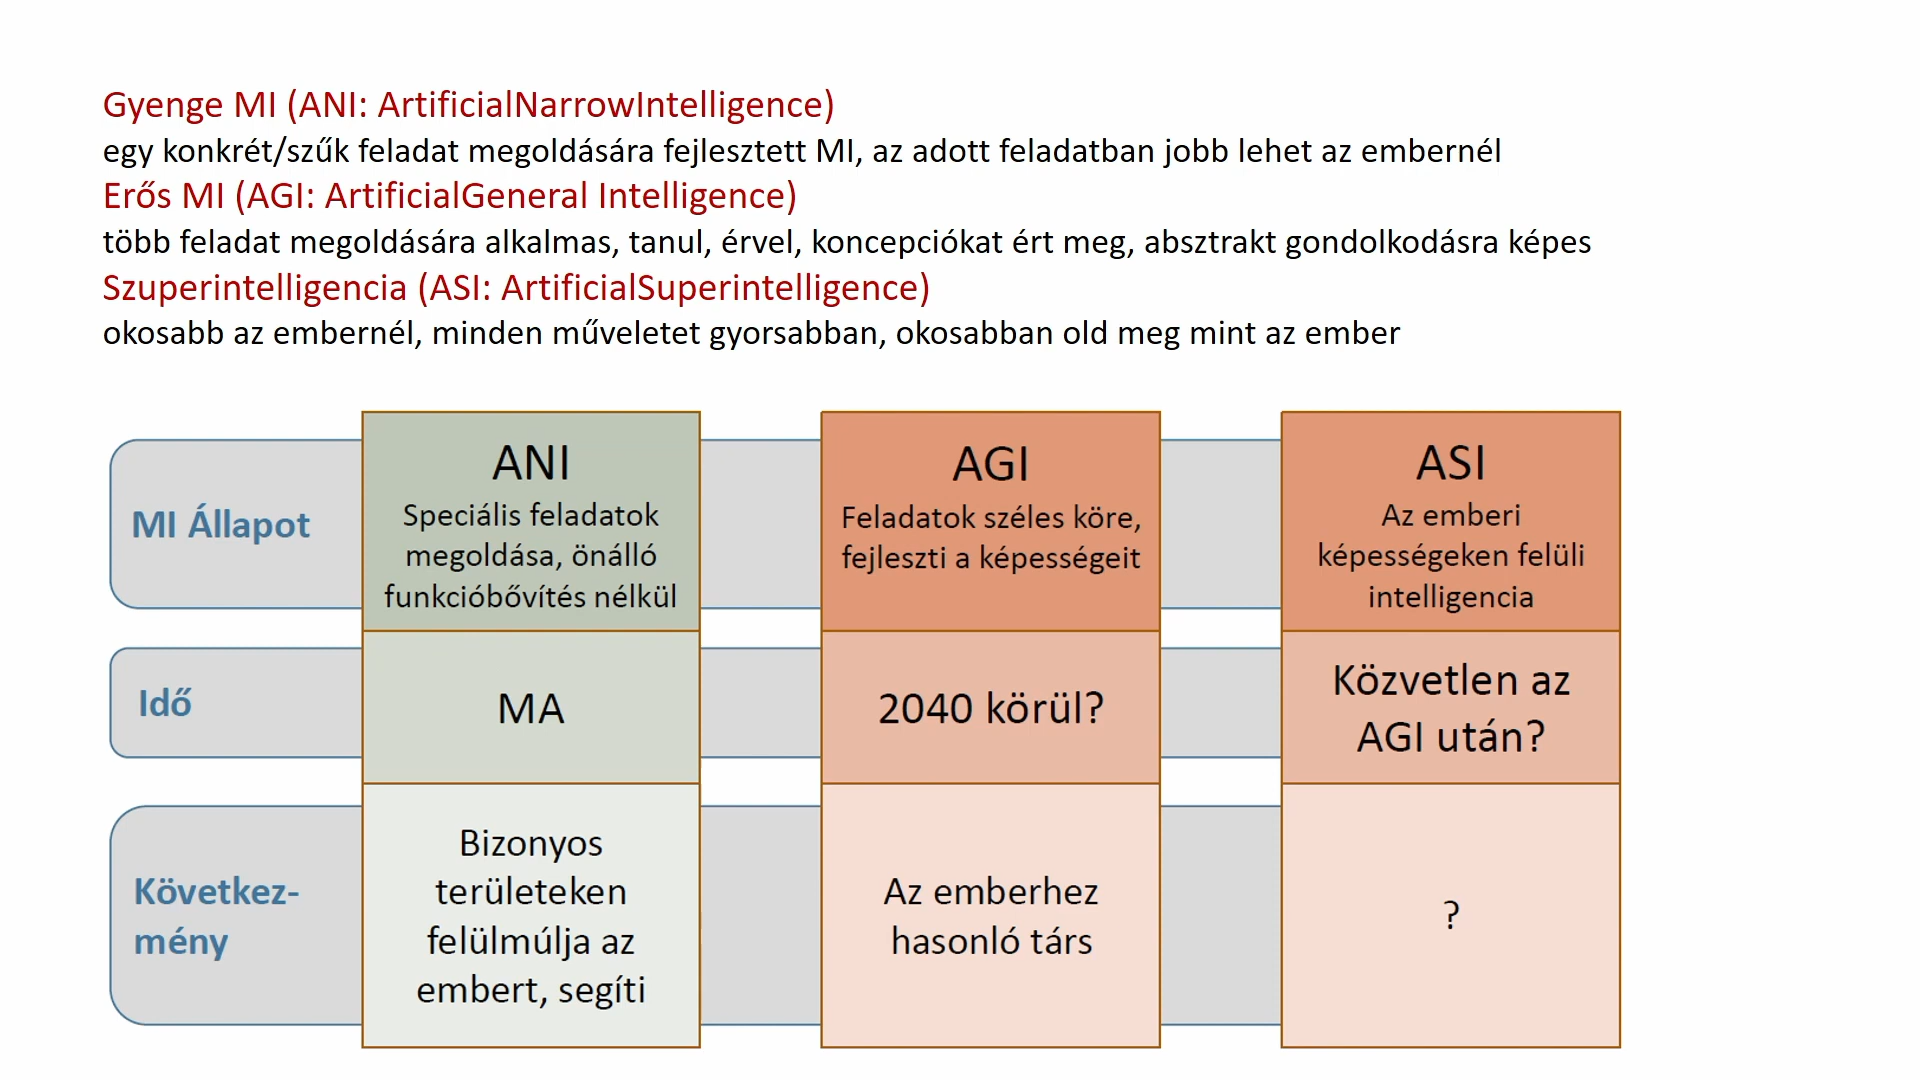 Gyenge MI (ANI: ArtificialNarrowIntelligence)
egy konkrét/szűk feladat megoldására fejlesztett MI, az adott feladatban jobb lehet az embernél
Erős MI (AGI: ArtificialGeneral Intelligence)
több feladat megoldására alkalmas, tanul, érvel, koncepciókat ért meg, absztrakt gondolkodásra képes
Szuperintelligencia (ASI: ArtificialSuperintelligence)
okosabb az embernél, minden műveletet gyorsabban, okosabban old meg mint az ember
MI Állapot
ANI
Speciális feladatok
megoldása, önálló
funkcióbővítés nélkül
AGI
Feladatok széles köre,
fejleszti a képességeit
ASI
Az emberi
képességeken felüli
intelligencia
Idő
MA
2040 körül?
Közvetlen az
AGI után?
Következ-
mény
Bizonyos
területeken
felülmúlja az
embert, segíti
Az emberhez
hasonló társ
?